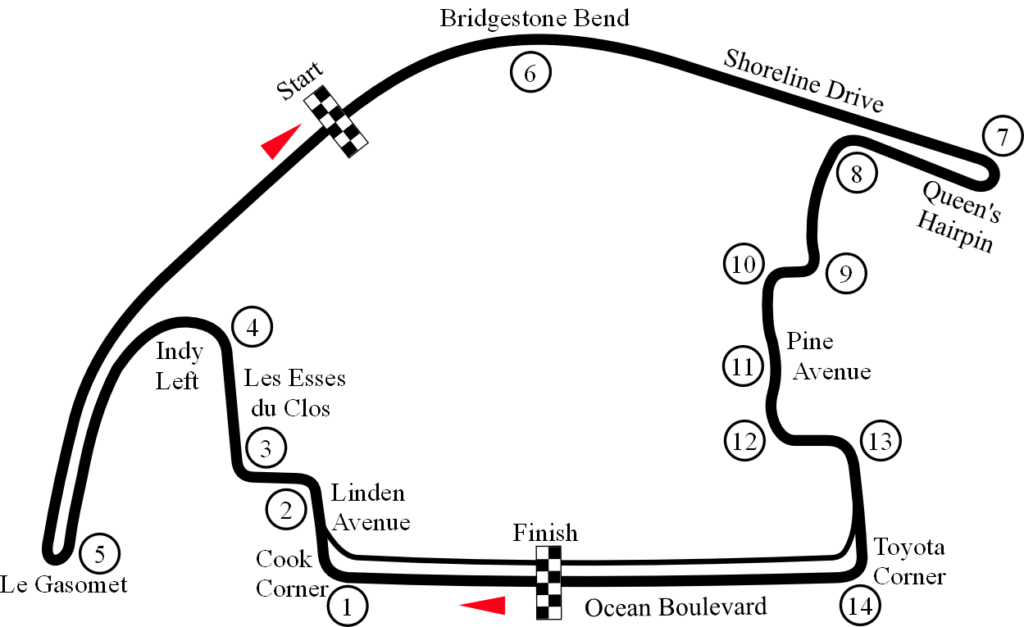 Bridgestone Bend
Start
6
Shoreline Drive
7
8
Queen's
Hairpin
10
9
4
Indy
Left
Pine
Avenue
11
Les Esses
du Clos
3
12
13
2
Linden
Avenue
Finish
5
Le Gasomet
Cook
Corner
Toyota
Corner
1
Ocean Boulevard
14